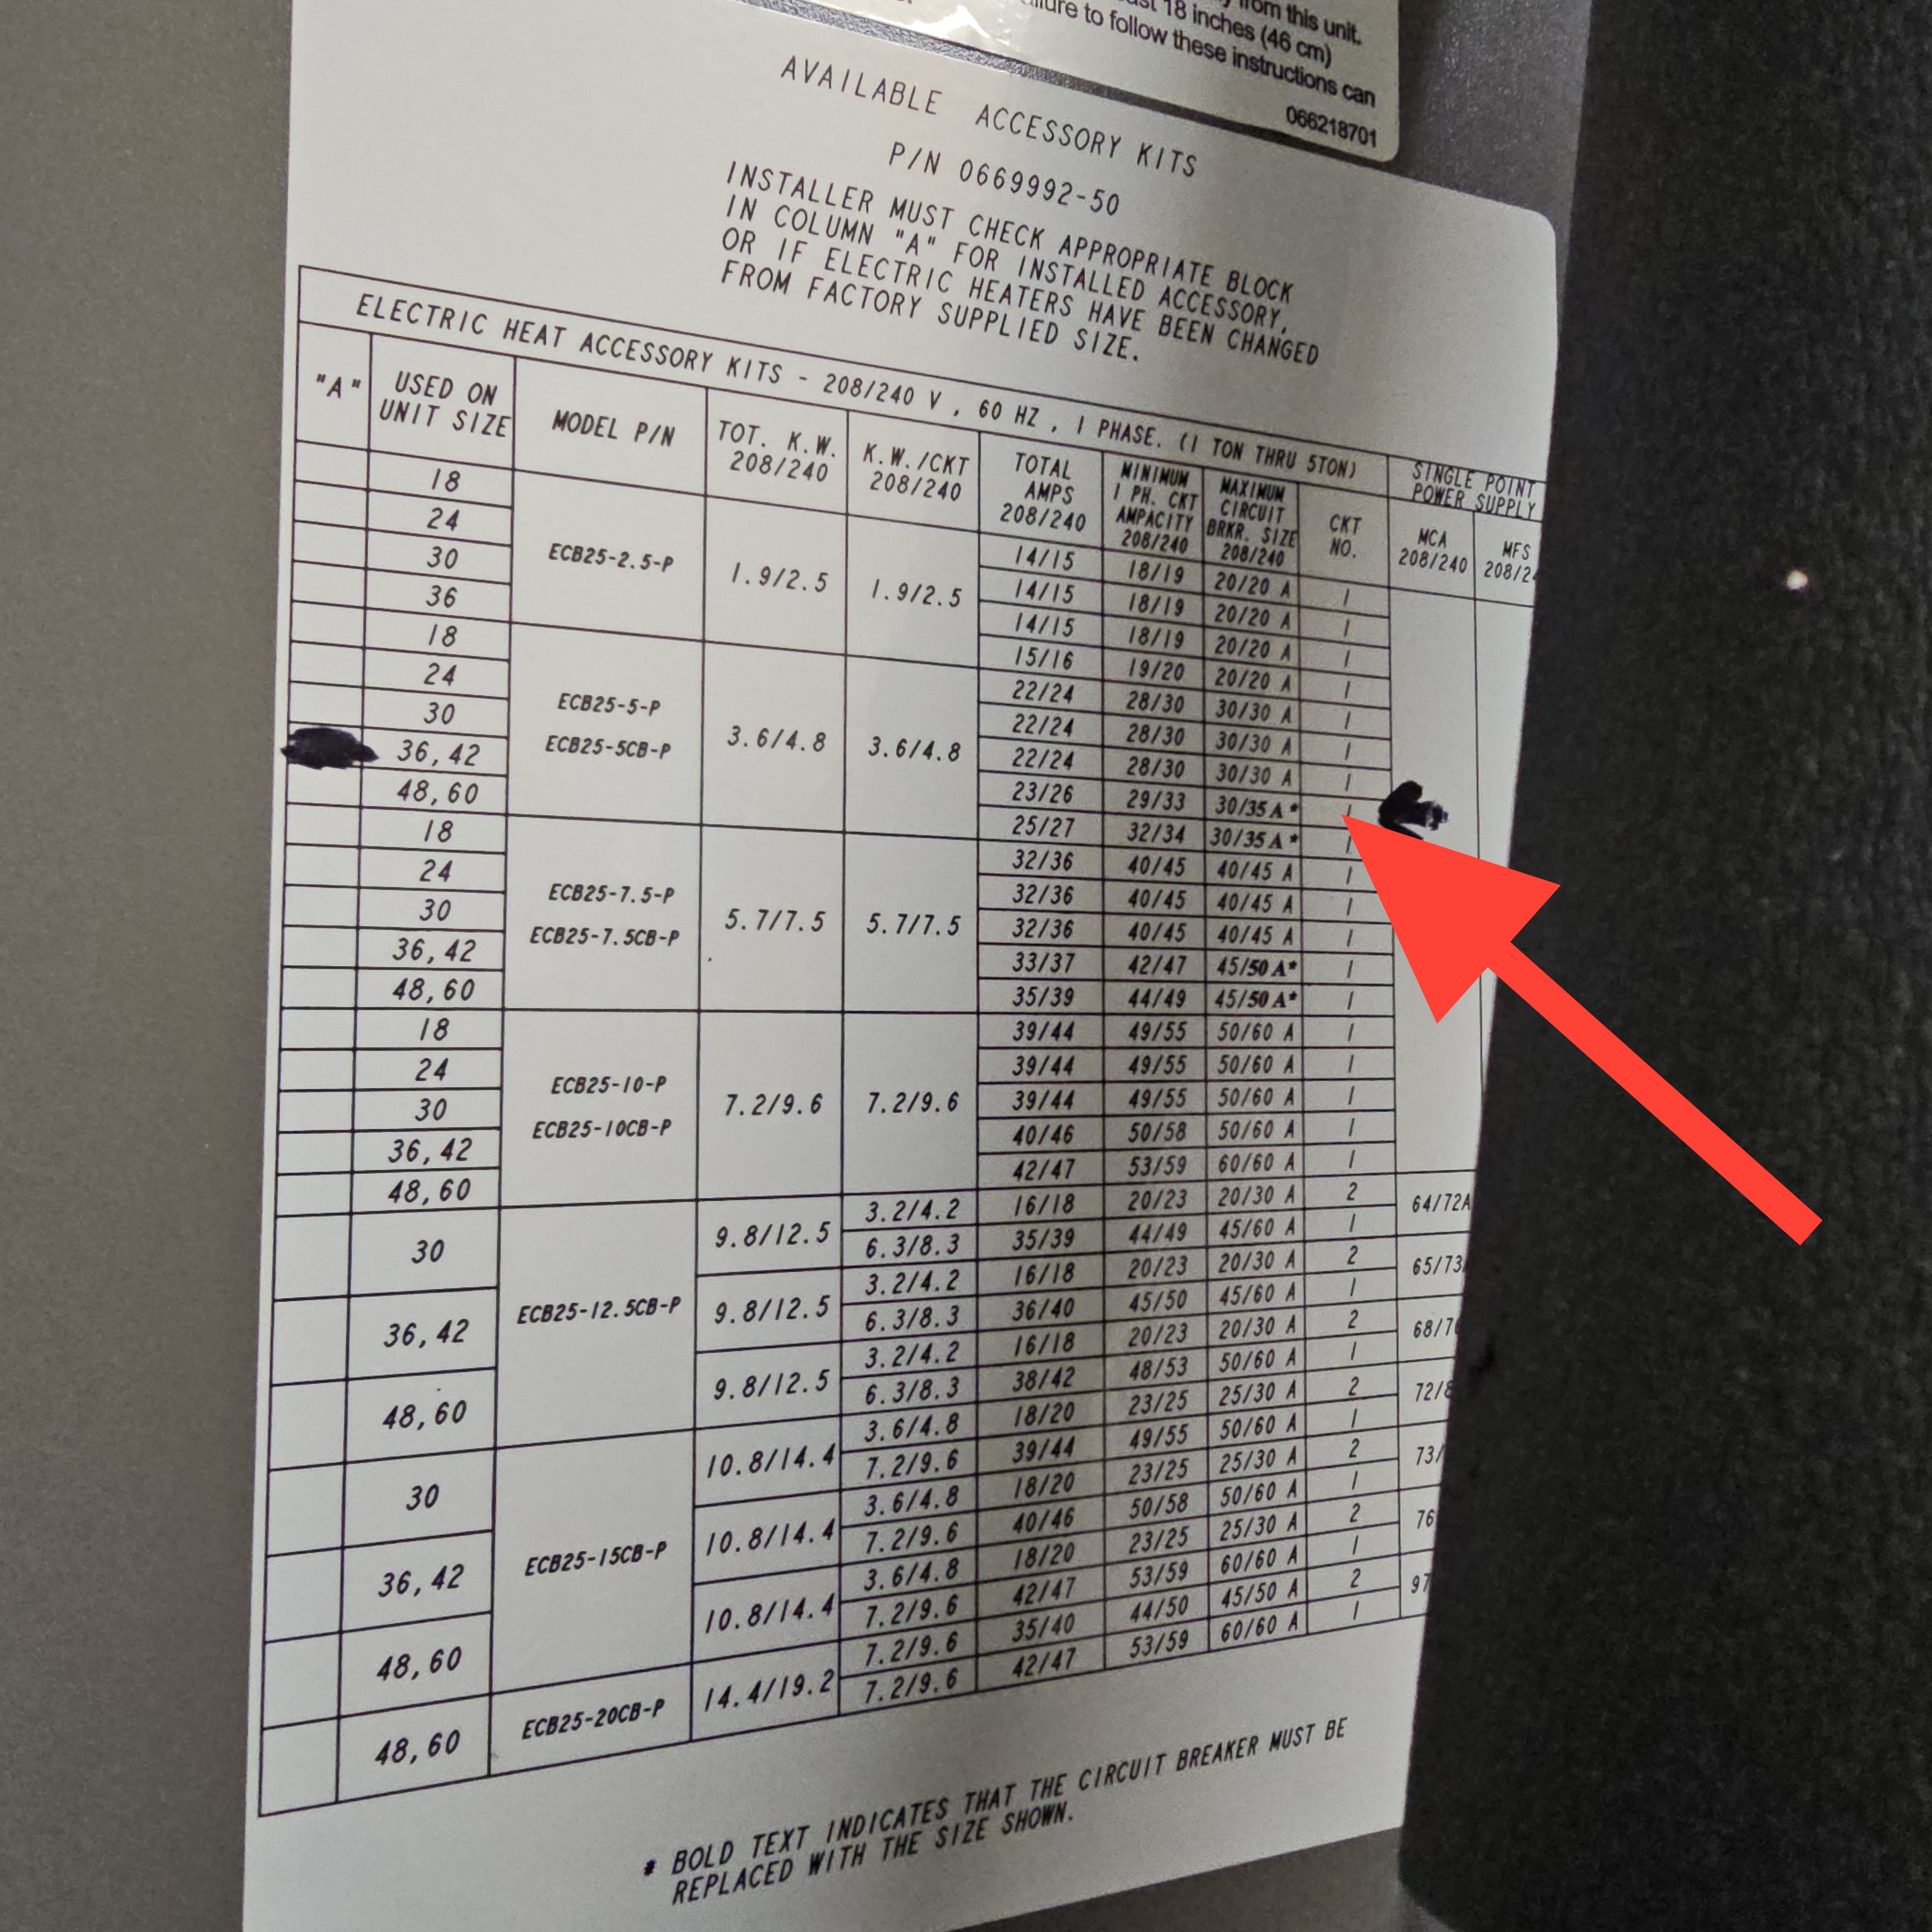 from this unit.
18 inches (46 cm)
to follow these instructions can
066218701
AVAILABLE ACCESSORY KITS
P/N 0669992-50
INSTALLER MUST CHECK APPROPRIATE BLOCK
IN COLUMN "A" FOR INSTALLED ACCESSORY,
OR IF ELECTRIC HEATERS HAVE BEEN CHANGED
FROM FACTORY SUPPLIED SIZE.
ELECTRIC HEAT ACCESSORY KITS - 208/240 V , 60 HZ , 1 PHASE. (1 TON THRU 5TON)
SINGLE POINT
POWER SUPPLY
"A"
USED ON
UNIT SIZE
MODEL P/N
TOT. K.W.
208/240
K.W./CKT
208/240
TOTAL
AMPS
208/240
MINIMUM
1 PH. CKT
AMPACITY
208/240
MAXIMUM
CIRCUIT
BRKR. SIZE
208/240
CKT
NO.
MCA
208/240
MFS
ECB25-2.5-P 1.9/2.5 1.9/2.5
18 14/15 18/19 20/20 A 1
24 14/15 18/19 20/20 A 1
30 14/15 18/19 20/20 A 1
36 15/16 19/20 20/20 A 1
ECB25-5-P
ECB25-5CB-P 3.6/4.8 3.6/4.8
18 22/24 28/30 30/30 A 1
24 22/24 28/30 30/30 A 1
30 22/24 28/30 30/30 A 1
36,42 23/26 29/33 30/35 A* 1
48,60 25/27 32/34 30/35 A* 1
ECB25-7.5-P
ECB25-7.5CB-P 5.7/7.5 5.7/7.5
18 32/36 40/45 40/45 A 1
24 32/36 40/45 40/45 A 1
30 32/36 40/45 40/45 A 1
36,42 33/37 42/47 45/50 A* 1
48,60 35/39 44/49 45/50 A* 1
ECB25-10-P
ECB25-10CB-P 7.2/9.6 7.2/9.6
18 39/44 49/55 50/60 A 1
24 39/44 49/55 50/60 A 1
30 39/44 49/55 50/60 A 1
36,42 40/46 50/58 50/60 A 1
48,60 42/47 53/59 60/60 A 1
ECB25-12.5CB-P
30 9.8/12.5 3.2/4.2 16/18 20/23 20/30 A 2 64/72A
6.3/8.3 35/39 44/49 45/60 A 1
36,42 9.8/12.5 3.2/4.2 16/18 20/23 20/30 A 2 65/73
6.3/8.3 36/40 45/50 45/60 A 1
48,60 9.8/12.5 3.2/4.2 16/18 20/23 20/30 A 2
6.3/8.3 38/42 48/53 50/60 A 1
ECB25-15CB-P
30 10.8/14.4 3.6/4.8 18/20 23/25 25/30 A 2
7.2/9.6 39/44 49/55 50/60 A 1
36,42 10.8/14.4 3.6/4.8 18/20 23/25 25/30 A 2 73/
7.2/9.6 40/46 50/58 50/60 A 1
48,60 10.8/14.4 3.6/4.8 18/20 23/25 25/30 A 2 76
7.2/9.6 42/47 53/59 60/60 A 1
ECB25-20CB-P
48,60 14.4/19.2 7.2/9.6 35/40 44/50 45/50 A 2 97
7.2/9.6 42/47 53/59 60/60 A 1
* BOLD TEXT INDICATES THAT THE CIRCUIT BREAKER MUST BE
REPLACED WITH THE SIZE SHOWN.